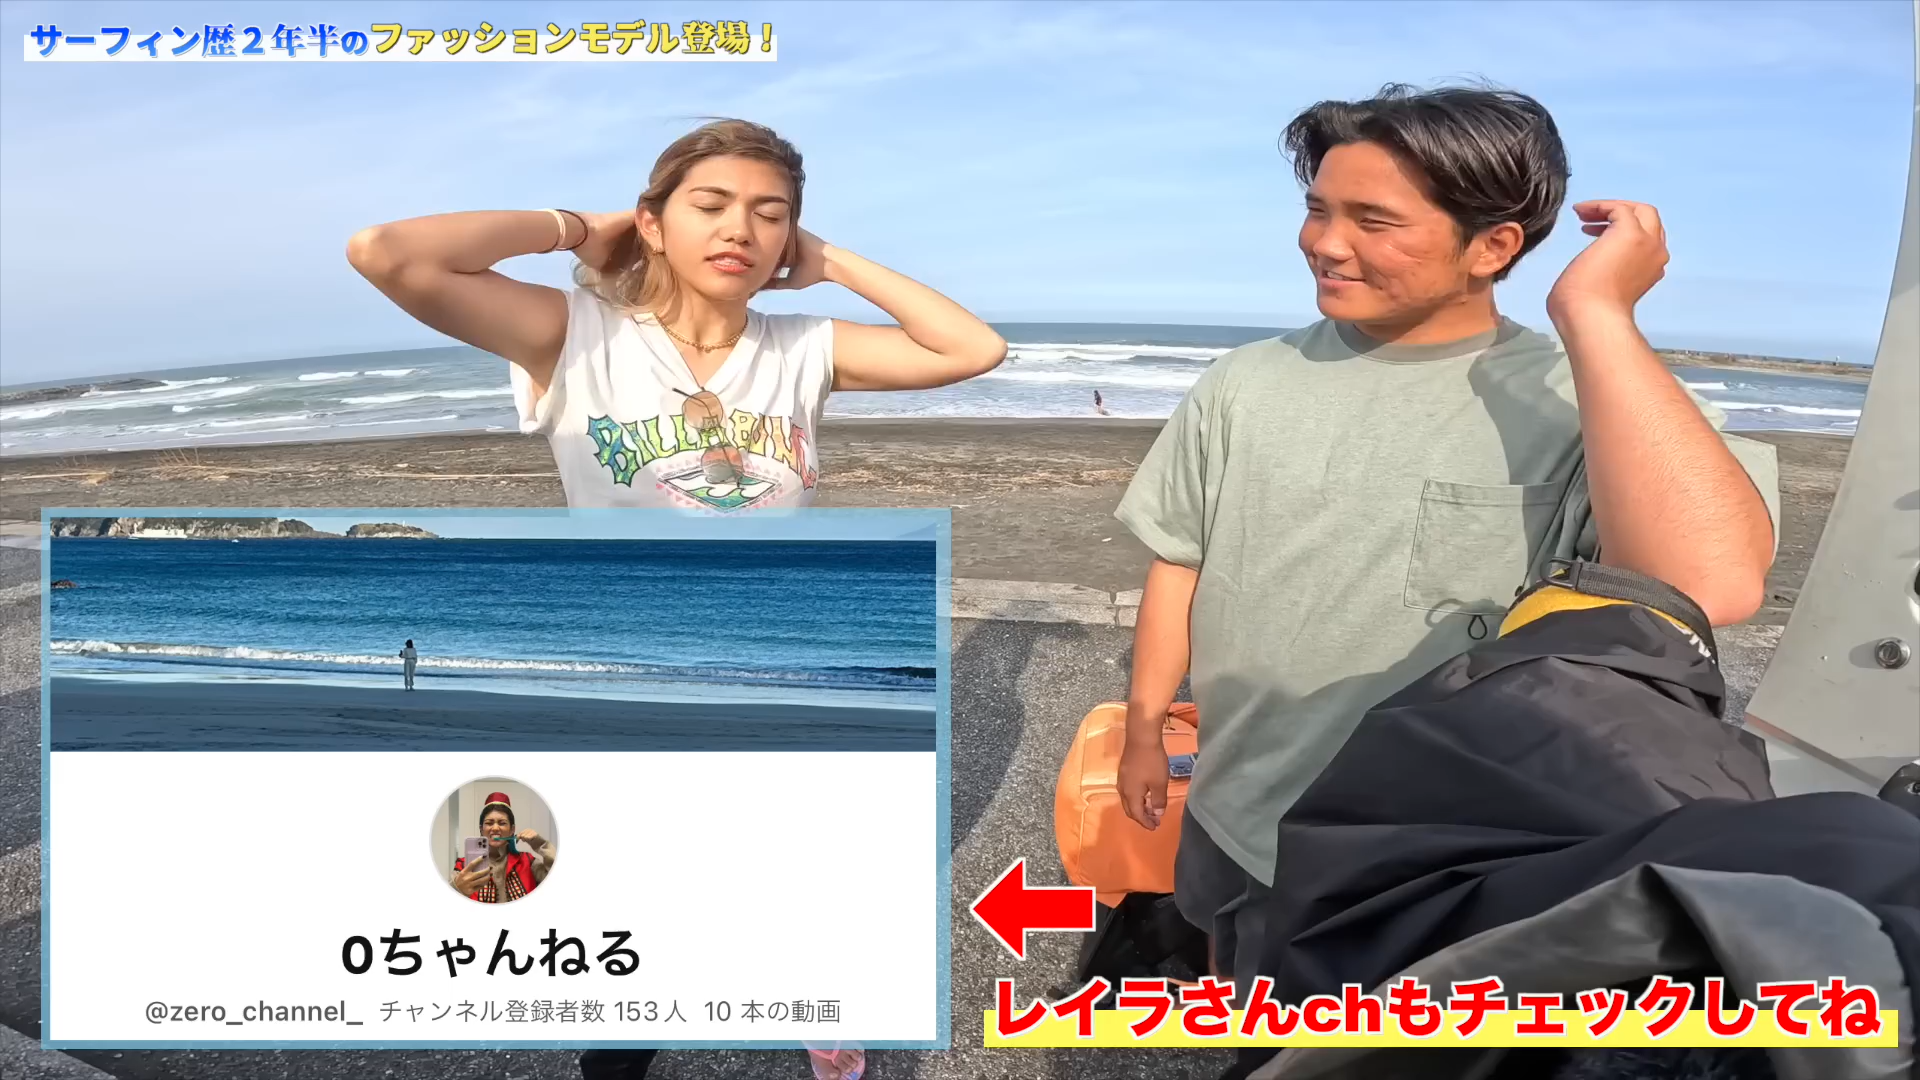 サーフィン歴２年半のファッションモデル登場！
BILLABONG
0ちゃんねる
@zero_channel_ チャンネル登録者数 153人 10 本の動画
レイラさんchもチェックしてね